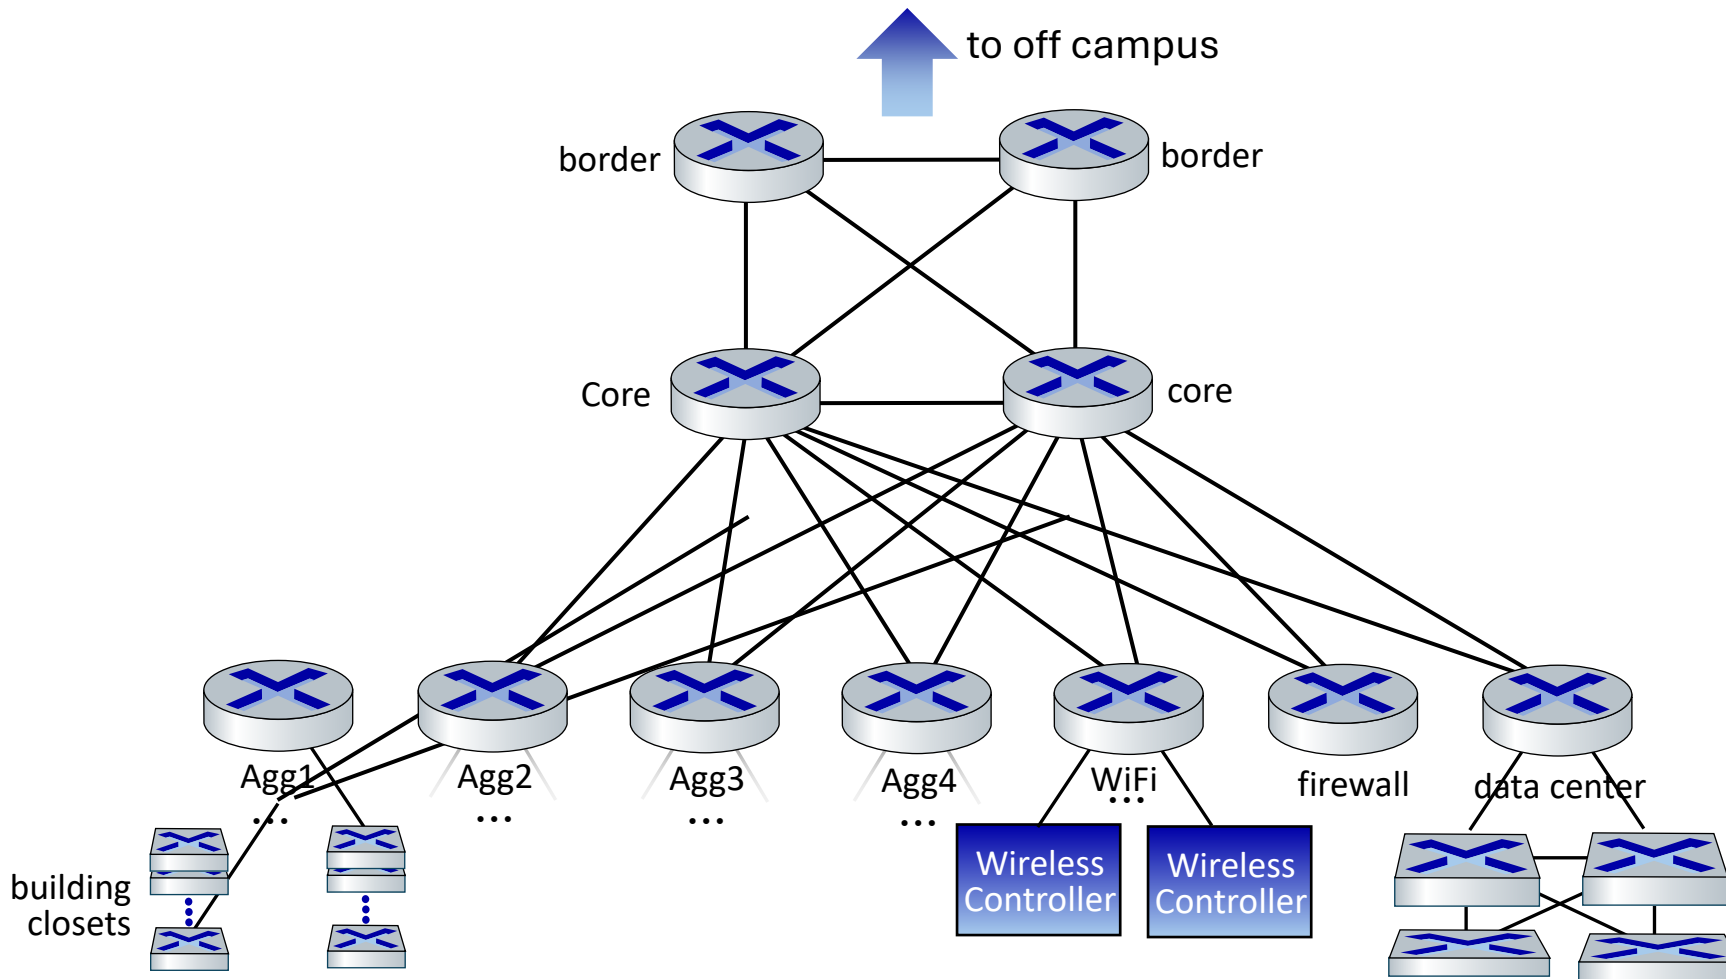 to off campus
border
border
Core
core
Agg1
Agg2
Agg3
Agg4
WiFi
firewall
data center
...
...
...
...
...
building
closets
Wireless
Controller
Wireless
Controller